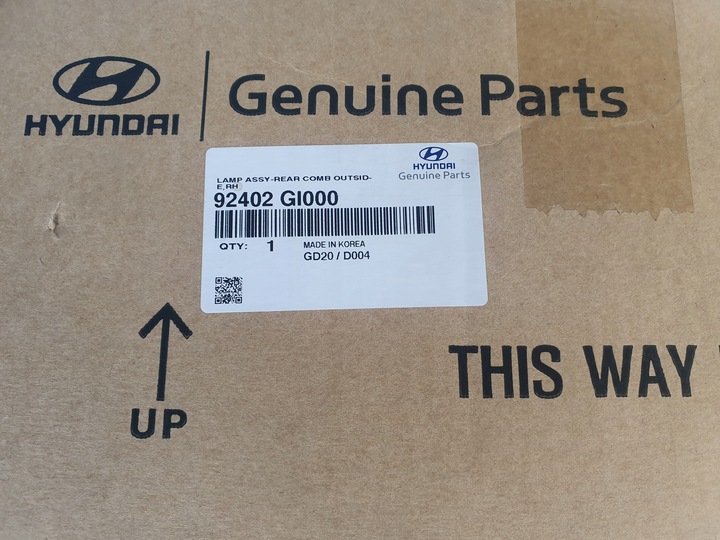 HYUNDAI
Genuine Parts
LAMP ASSY-REAR COMB OUTSID-
E,RH
HYUNDAI
Genuine Parts
92402 GI000
QTY: 1
MADE IN KOREA
GD20 / D004
UP
THIS WAY